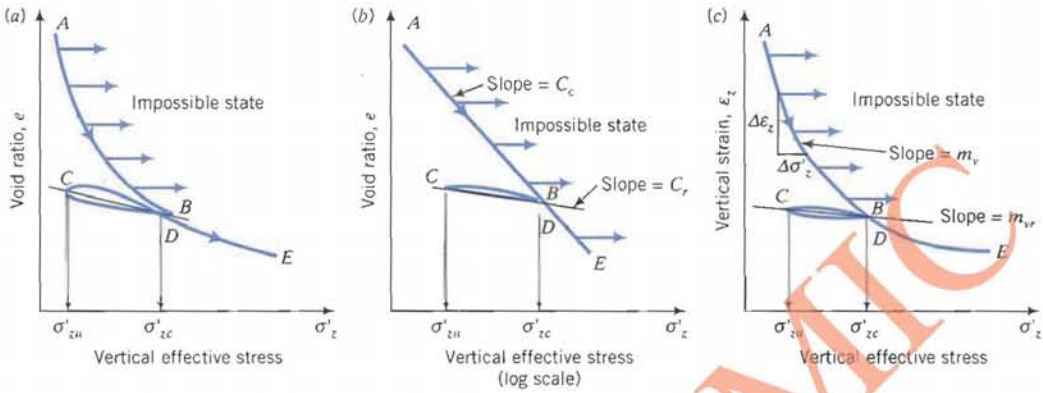 (a)
A
Impossible state
Void ratio, e
C
B
D
E
σ'zu
σ'zc
σ'z
Vertical effective stress
(b)
A
Slope = Cc
Impossible state
Void ratio, e
C
B
Slope = Cr
D
E
σ'zu
σ'zc
σ'z
Vertical effective stress
(log scale)
(c)
A
Impossible state
Vertical strain, εz
Δεz
Slope = mv
Δσ'z
C
B
Slope = mvr
D
E
σ'zu
σ'zc
σ'z
Vertical effective stress
MC